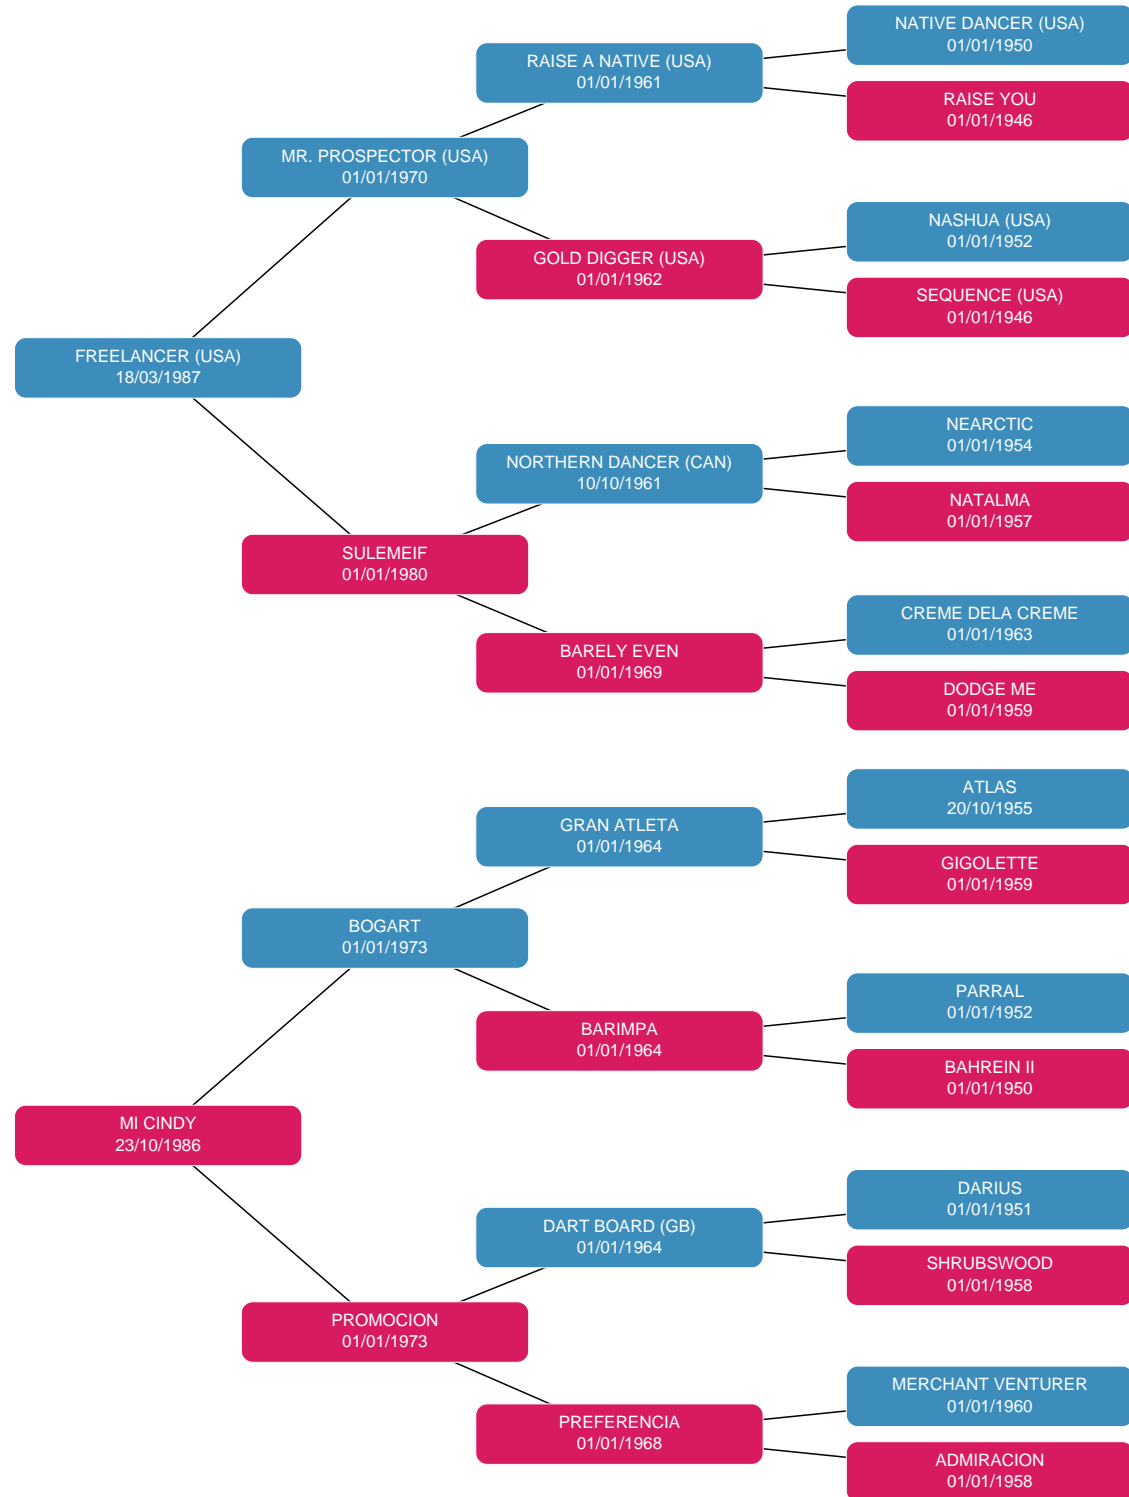 NATIVE DANCER (USA)
01/01/1950
RAISE A NATIVE (USA)
01/01/1961
RAISE YOU
01/01/1946
MR. PROSPECTOR (USA)
01/01/1970
NASHUA (USA)
01/01/1952
GOLD DIGGER (USA)
01/01/1962
SEQUENCE (USA)
01/01/1946
FREELANCER (USA)
18/03/1987
NEARCTIC
01/01/1954
NORTHERN DANCER (CAN)
10/10/1961
NATALMA
01/01/1957
SULEMEIF
01/01/1980
CREME DELA CREME
01/01/1963
BARELY EVEN
01/01/1969
DODGE ME
01/01/1959
ATLAS
20/10/1955
GRAN ATLETA
01/01/1964
GIGOLETTE
01/01/1959
BOGART
01/01/1973
PARRAL
01/01/1952
BARIMPA
01/01/1964
BAHREIN II
01/01/1950
MI CINDY
23/10/1986
DARIUS
01/01/1951
DART BOARD (GB)
01/01/1964
SHRUBSWOOD
01/01/1958
PROMOCION
01/01/1973
MERCHANT VENTURER
01/01/1960
PREFERENCIA
01/01/1968
ADMIRACION
01/01/1958